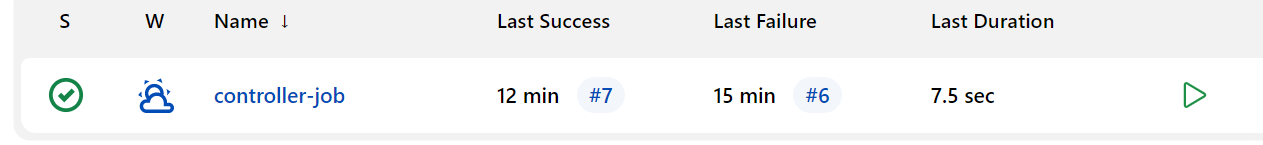 S W Name ↓ Last Success Last Failure Last Duration
controller-job 12 min #7 15 min #6 7.5 sec